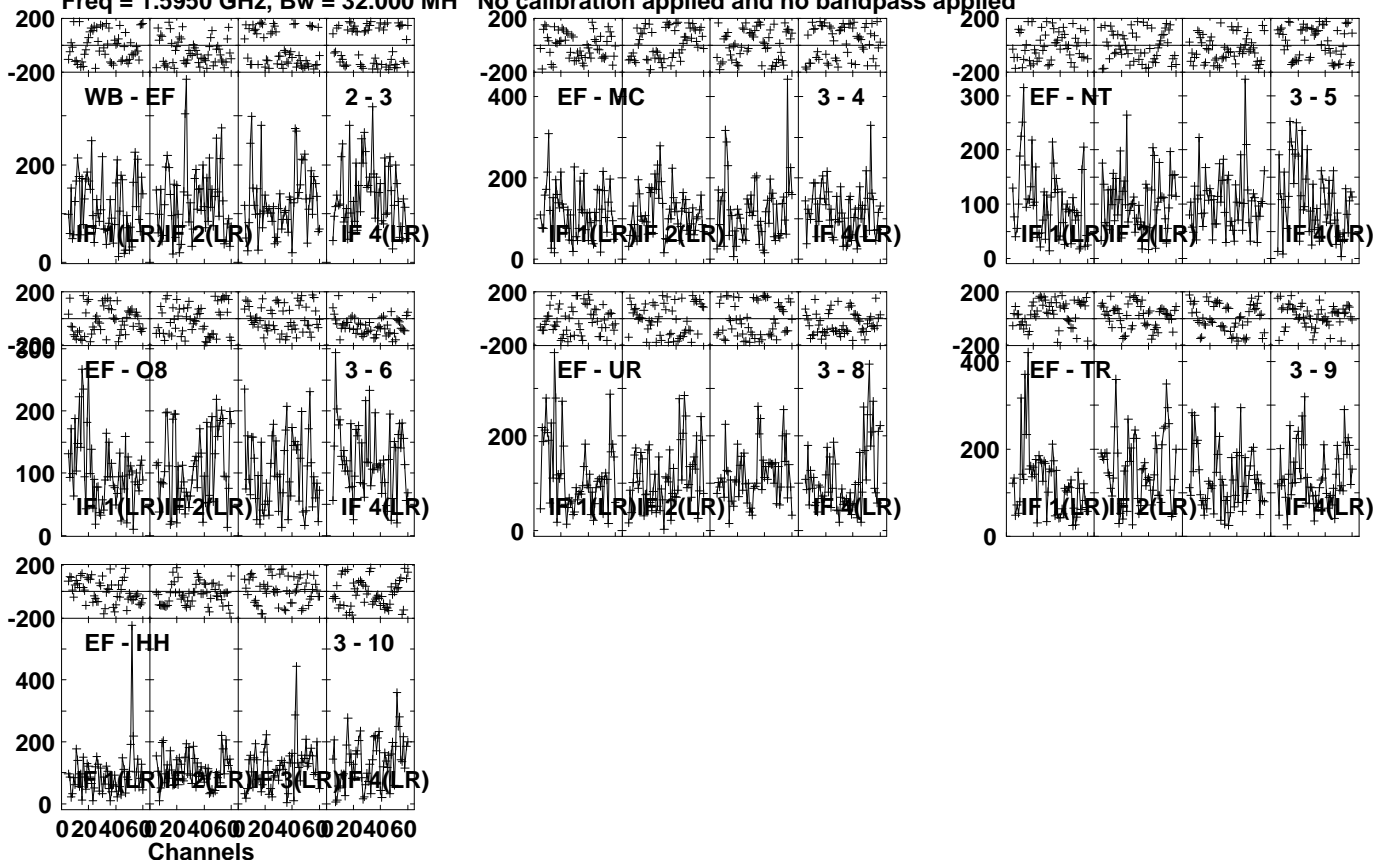 Freq = 1.5950 GHz, Bw = 32.000 MH No calibration applied and no bandpass applied
200
-200
WB - EF 2 - 3
200
0
IF 1(LR) IF 2(LR) IF 4(LR)
EF - MC 3 - 4
400
200
0
IF 1(LR) IF 2(LR) IF 4(LR)
200
-200
EF - NT 3 - 5
300
200
100
0
IF 1(LR) IF 2(LR) IF 4(LR)
200
-200
300
EF - O8 3 - 6
200
100
0
IF 1(LR) IF 2(LR) IF 4(LR)
EF - UR 3 - 8
200
0
IF 1(LR) IF 2(LR) IF 4(LR)
200
-200
EF - TR 3 - 9
400
200
0
IF 1(LR) IF 2(LR) IF 4(LR)
200
-200
EF - HH 3 - 10
400
200
0
IF 1(LR) IF 2(LR) IF 3(LR) IF 4(LR)
0 20 40 60 0 20 40 60 0 20 40 60 0 20 40 60
Channels